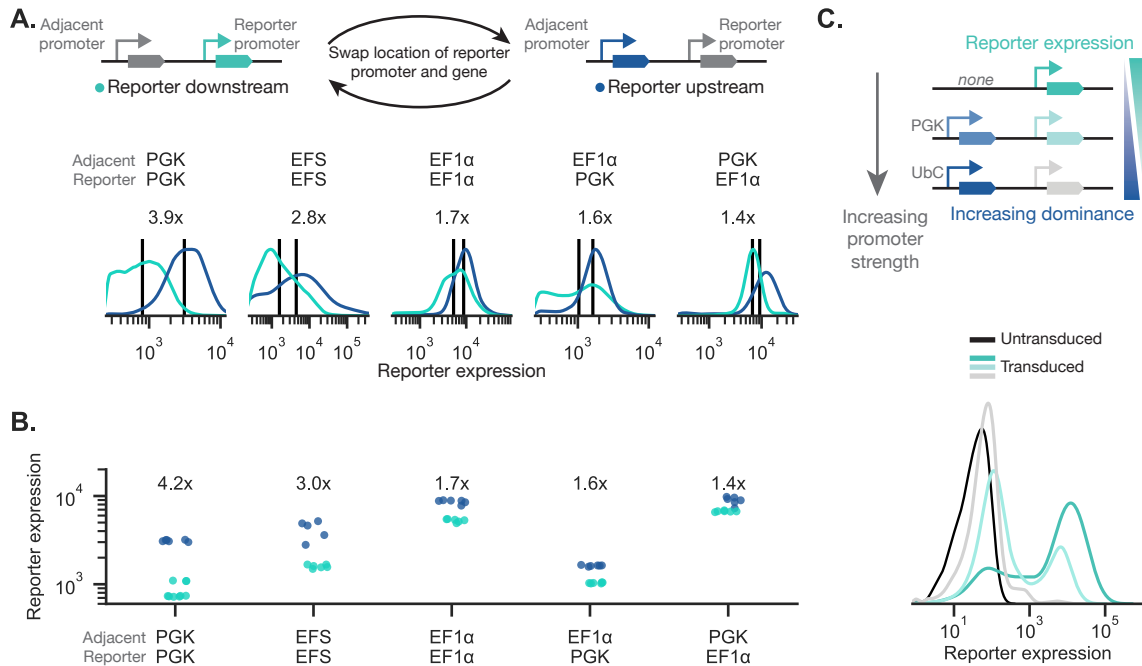 A.
Adjacent promoter
Reporter promoter
Swap location of reporter promoter and gene
Adjacent promoter
Reporter promoter
Reporter downstream
Reporter upstream
Adjacent PGK EFS EF1α EF1α PGK
Reporter PGK EFS EF1α PGK EF1α
3.9x 2.8x 1.7x 1.6x 1.4x
10³ 10⁴ 10³ 10⁴ 10⁵ 10³ 10⁴ 10³ 10⁴ 10⁴
Reporter expression
B.
Reporter expression
4.2x 3.0x 1.7x 1.6x 1.4x
10⁴
10³
Adjacent PGK EFS EF1α EF1α PGK
Reporter PGK EFS EF1α PGK EF1α
C.
Reporter expression
none
PGK
UbC
Increasing dominance
Increasing
promoter
strength
Untransduced
Transduced
10¹ 10³ 10⁵
Reporter expression